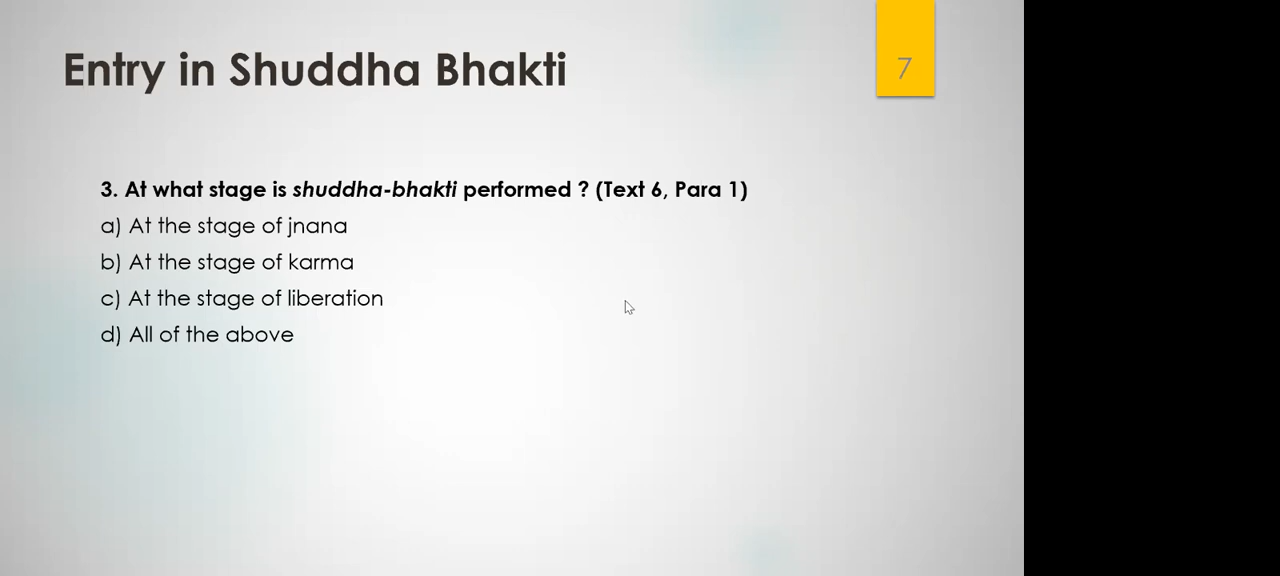 Entry in Shuddha Bhakti
7
3. At what stage is shuddha-bhakti performed ? (Text 6, Para 1)
a) At the stage of jnana
b) At the stage of karma
c) At the stage of liberation
d) All of the above